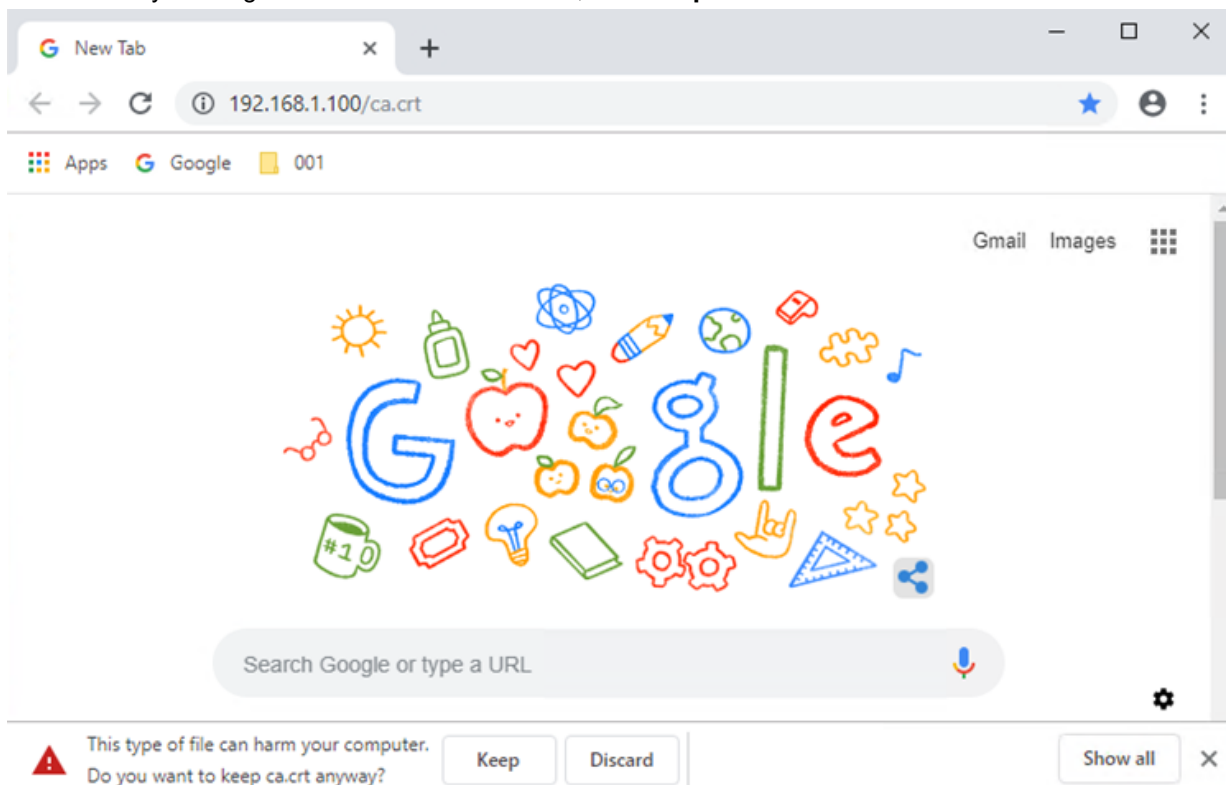 New Tab
192.168.1.100/ca.crt
Apps Google 001
Gmail Images
Google
#1
Search Google or type a URL
This type of file can harm your computer.
Do you want to keep ca.crt anyway?
Keep Discard Show all